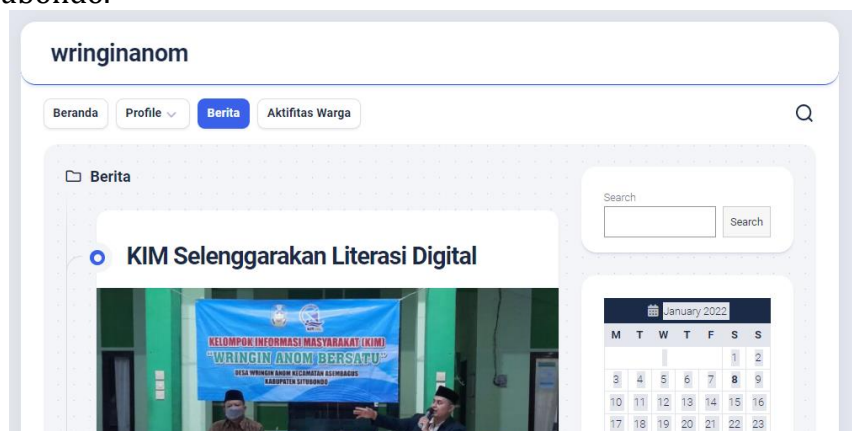 wringinanom
Beranda Profile Berita Aktifitas Warga
Berita
KIM Selenggarakan Literasi Digital
KELOMPOK INFORMASI MASYARAKAT (KIM)
"WRINGIN ANOM BERSATU"
DESA WRINGIN ANOM KECAMATAN ASEMBAGUS
KABUPATEN SITUBONDO
Search
Search
January 2022
M T W T F S S
1 2
3 4 5 6 7 8 9
10 11 12 13 14 15 16
17 18 19 20 21 22 23